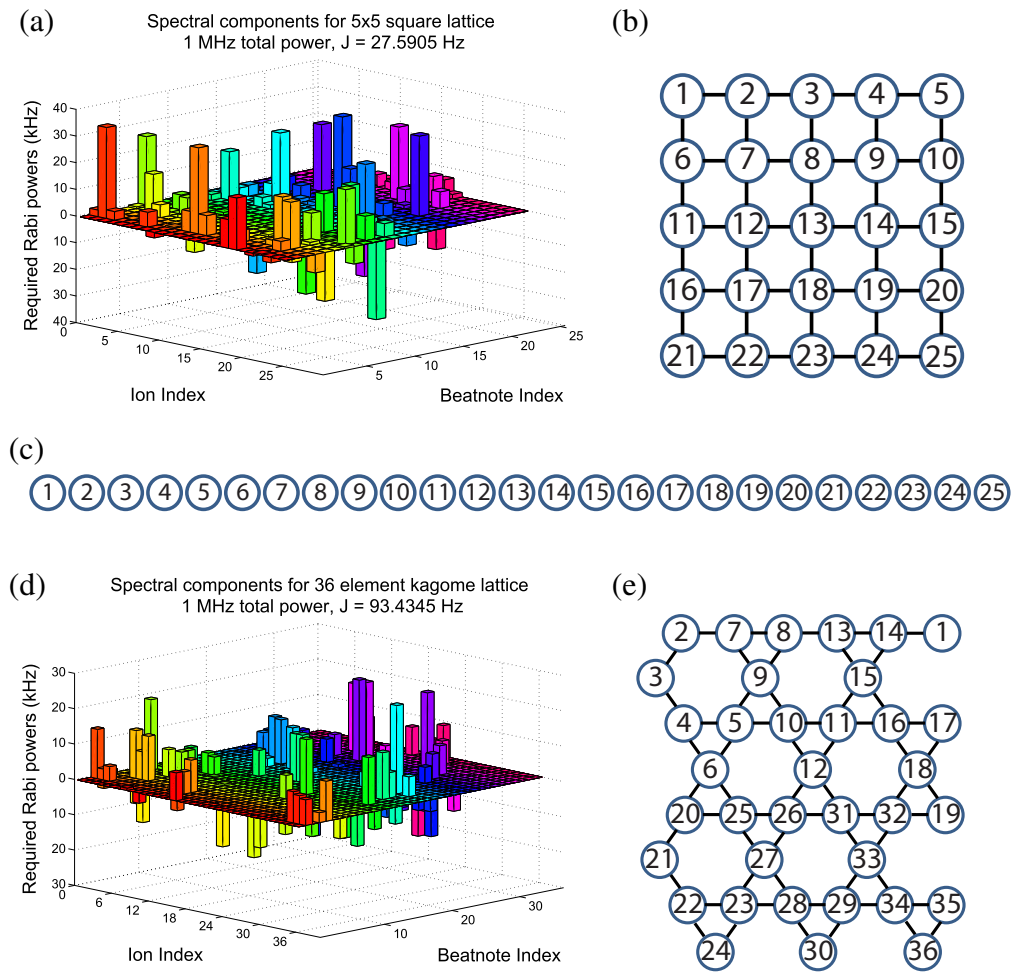 (a)
Spectral components for 5x5 square lattice
1 MHz total power, J = 27.5905 Hz
Required Rabi powers (kHz)
40
30
20
10
0
10
20
30
40
0
5
10
15
20
25
Ion Index
5
10
15
20
25
Beatnote Index
(b)
1 2 3 4 5
6 7 8 9 10
11 12 13 14 15
16 17 18 19 20
21 22 23 24 25
(c)
1 2 3 4 5 6 7 8 9 10 11 12 13 14 15 16 17 18 19 20 21 22 23 24 25
(d)
Spectral components for 36 element kagome lattice
1 MHz total power, J = 93.4345 Hz
Required Rabi powers (kHz)
30
20
10
0
10
20
30
0
6
12
18
24
30
36
Ion Index
10
20
30
Beatnote Index
(e)
2 7 8 13 14 1
3 9 15
4 5 10 11 16 17
6 12 18
20 25 26 31 32 19
21 27 33
22 23 28 29 34 35
24 30 36